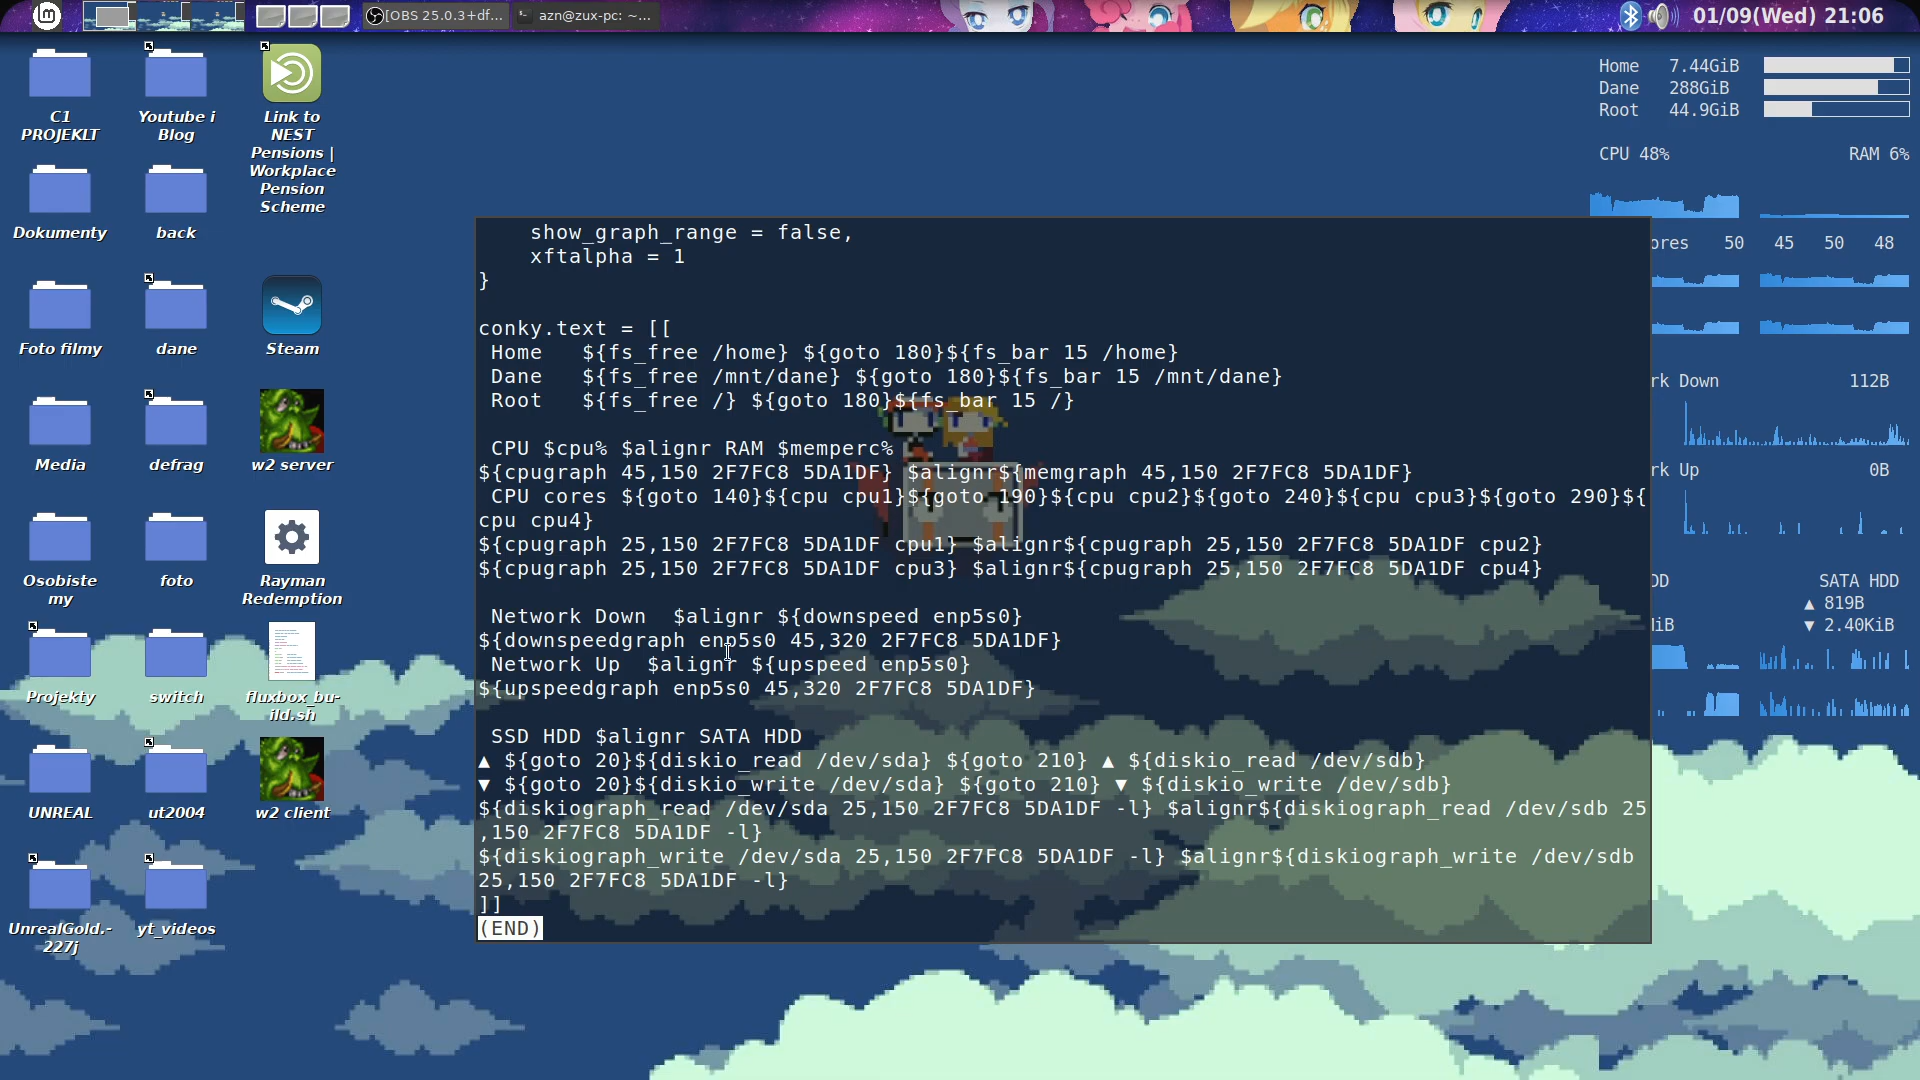 [OBS 25.0.3+df...
azn@zux-pc: ~...
01/09(Wed) 21:06
C1
PROJEKLT
Youtube i
Blog
Link to
NEST
Pensions |
Workplace
Pension
Scheme
Dokumenty
back
Foto filmy
dane
Steam
Media
defrag
w2 server
Osobiste
my
foto
Rayman
Redemption
Projekty
switch
fluxbox_bu-
ild.sh
UNREAL
ut2004
w2 client
UnrealGold.-
227j
yt_videos
show_graph_range = false,
xftalpha = 1
}
conky.text = [[
Home ${fs_free /home} ${goto 180}${fs_bar 15 /home}
Dane ${fs_free /mnt/dane} ${goto 180}${fs_bar 15 /mnt/dane}
Root ${fs_free /} ${goto 180}${fs_bar 15 /}
CPU $cpu% $alignr RAM $memperc%
${cpugraph 45,150 2F7FC8 5DA1DF} $alignr${memgraph 45,150 2F7FC8 5DA1DF}
CPU cores ${goto 140}${cpu cpu1}${goto 190}${cpu cpu2}${goto 240}${cpu cpu3}${goto 290}${
cpu cpu4}
${cpugraph 25,150 2F7FC8 5DA1DF cpu1} $alignr${cpugraph 25,150 2F7FC8 5DA1DF cpu2}
${cpugraph 25,150 2F7FC8 5DA1DF cpu3} $alignr${cpugraph 25,150 2F7FC8 5DA1DF cpu4}
Network Down $alignr ${downspeed enp5s0}
${downspeedgraph enp5s0 45,320 2F7FC8 5DA1DF}
Network Up $alignr ${upspeed enp5s0}
${upspeedgraph enp5s0 45,320 2F7FC8 5DA1DF}
SSD HDD $alignr SATA HDD
▲ ${goto 20}${diskio_read /dev/sda} ${goto 210} ▲ ${diskio_read /dev/sdb}
▼ ${goto 20}${diskio_write /dev/sda} ${goto 210} ▼ ${diskio_write /dev/sdb}
${diskiograph_read /dev/sda 25,150 2F7FC8 5DA1DF -l} $alignr${diskiograph_read /dev/sdb 25
,150 2F7FC8 5DA1DF -l}
${diskiograph_write /dev/sda 25,150 2F7FC8 5DA1DF -l} $alignr${diskiograph_write /dev/sdb
25,150 2F7FC8 5DA1DF -l}
]]
(END)
Home 7.44GiB
Dane 288GiB
Root 44.9GiB
CPU 48% RAM 6%
ores 50 45 50 48
rk Down 112B
rk Up 0B
DD SATA HDD
▲ 819B
iB ▼ 2.40KiB